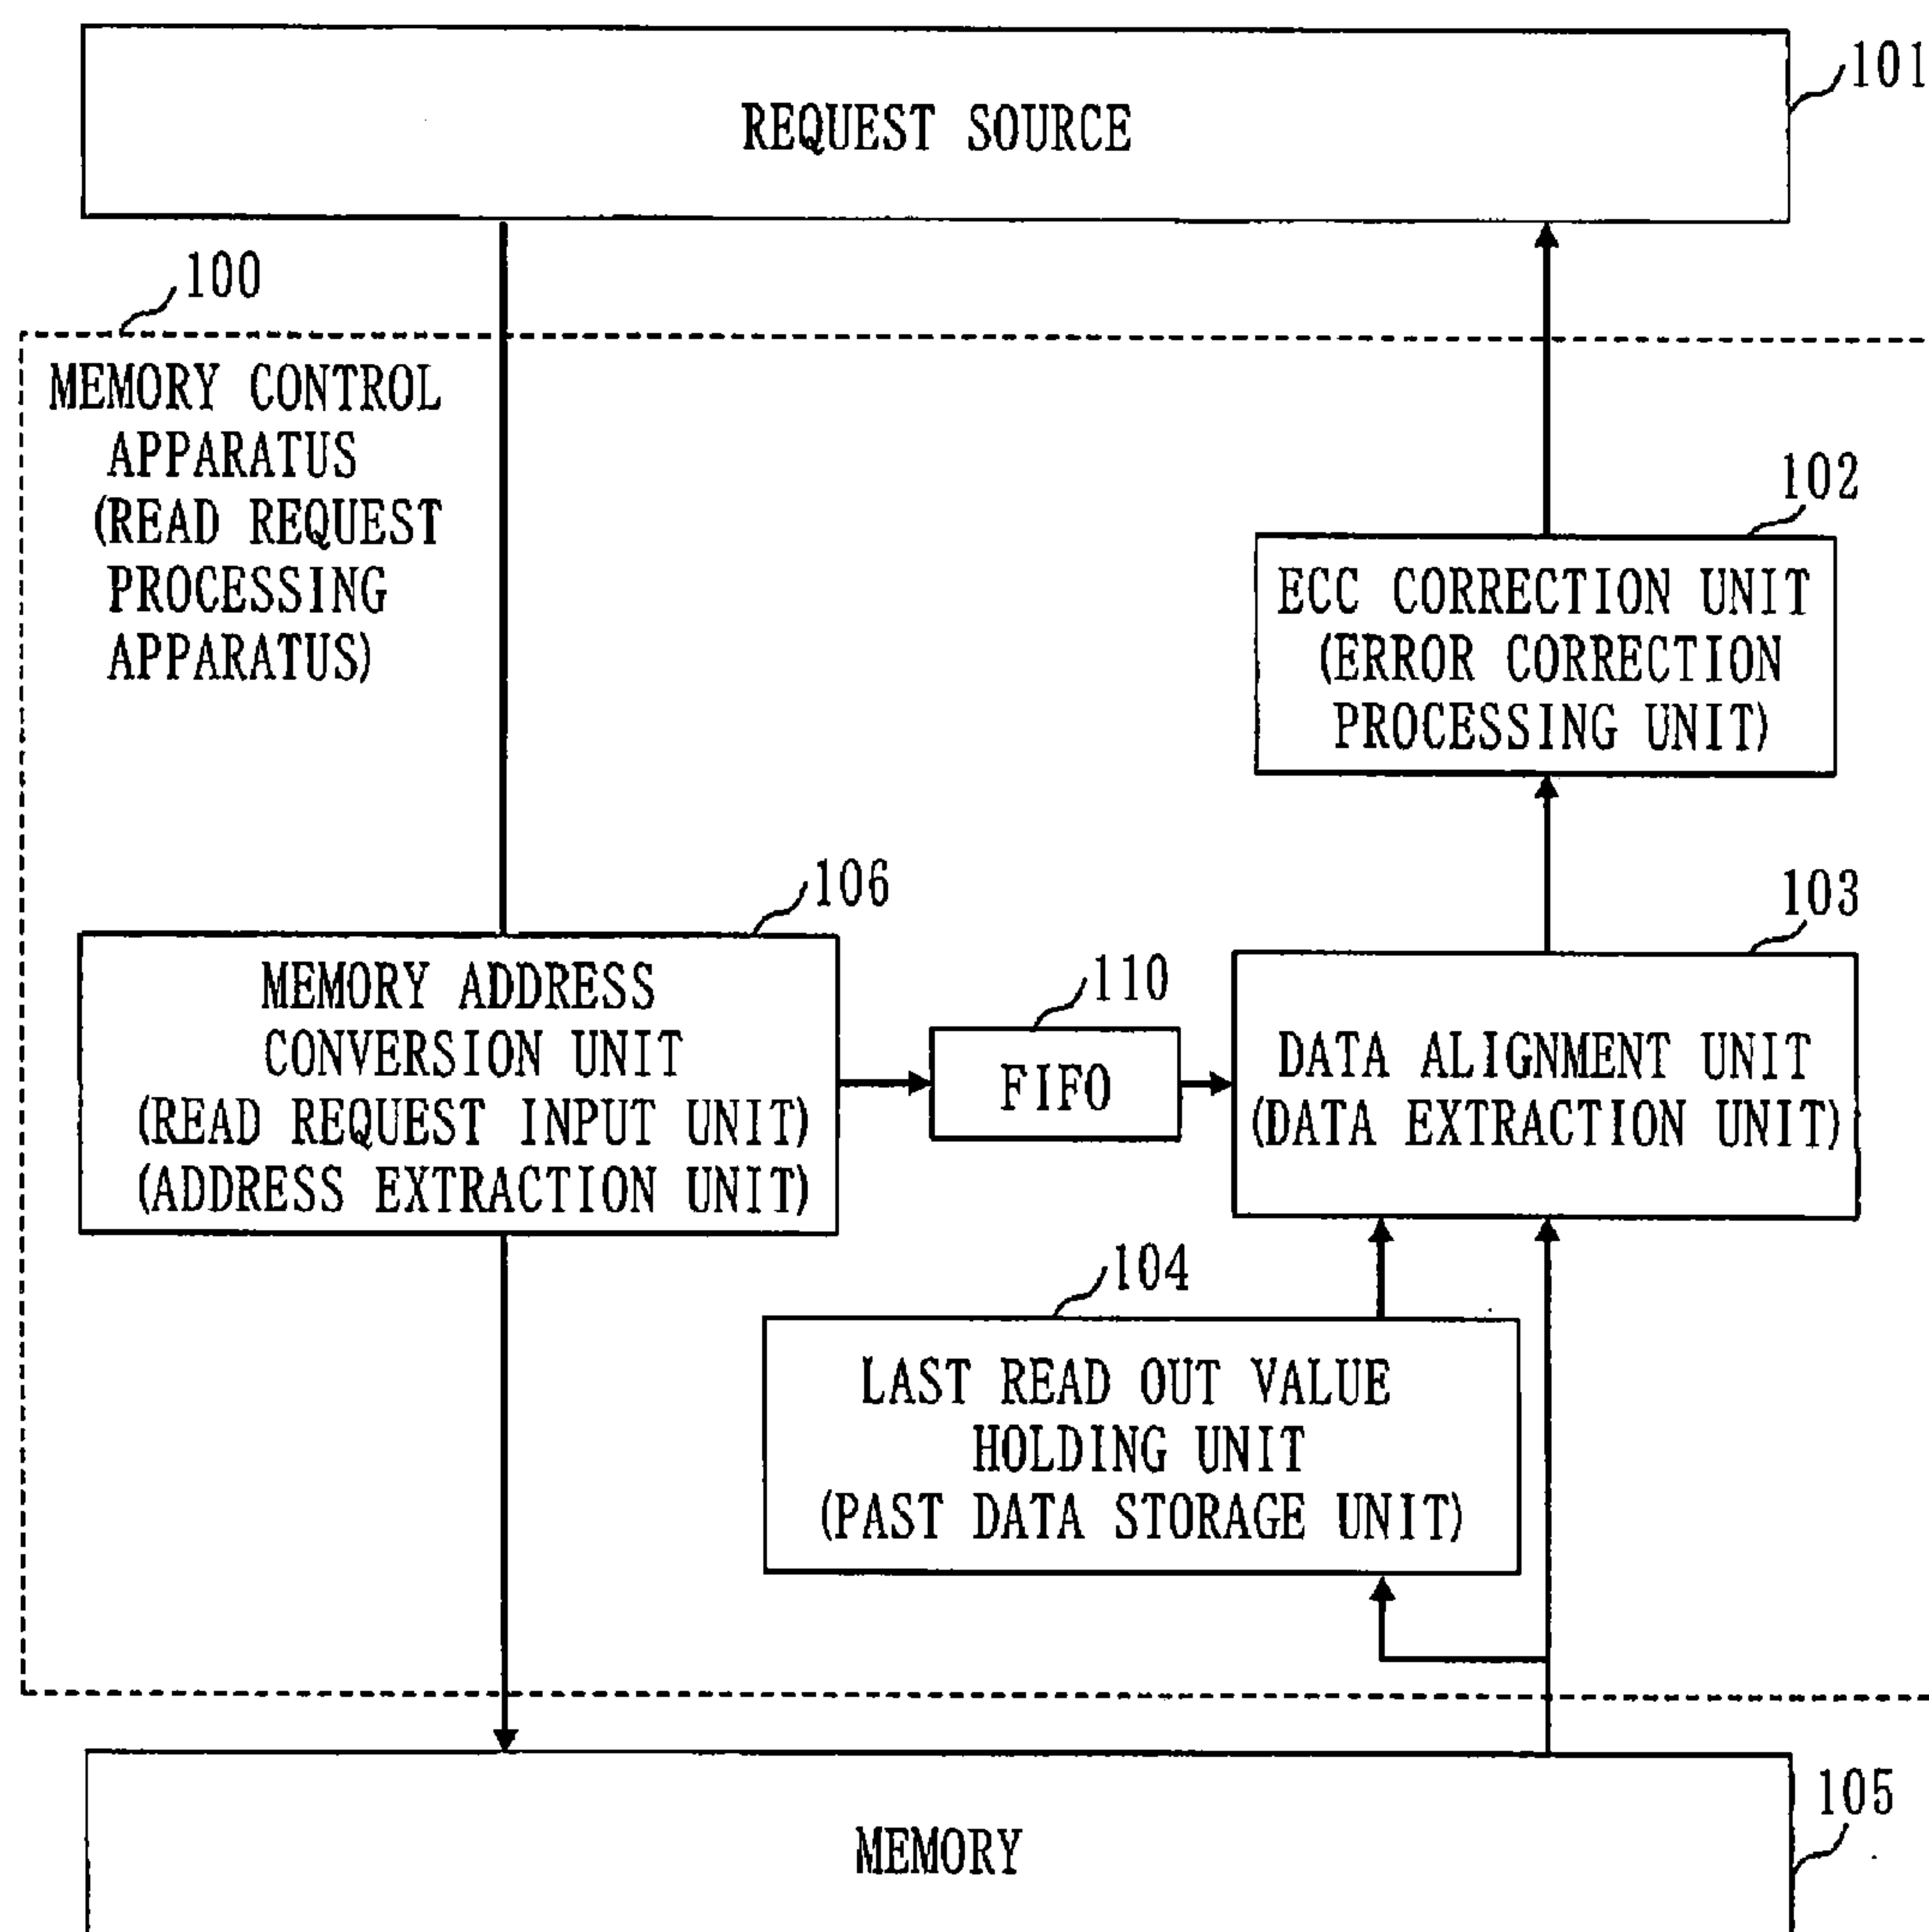 101
REQUEST SOURCE
100
MEMORY CONTROL
APPARATUS
(READ REQUEST
PROCESSING
APPARATUS)
102
ECC CORRECTION UNIT
(ERROR CORRECTION
PROCESSING UNIT)
106
MEMORY ADDRESS
CONVERSION UNIT
(READ REQUEST INPUT UNIT)
(ADDRESS EXTRACTION UNIT)
110
FIFO
103
DATA ALIGNMENT UNIT
(DATA EXTRACTION UNIT)
104
LAST READ OUT VALUE
HOLDING UNIT
(PAST DATA STORAGE UNIT)
105
MEMORY